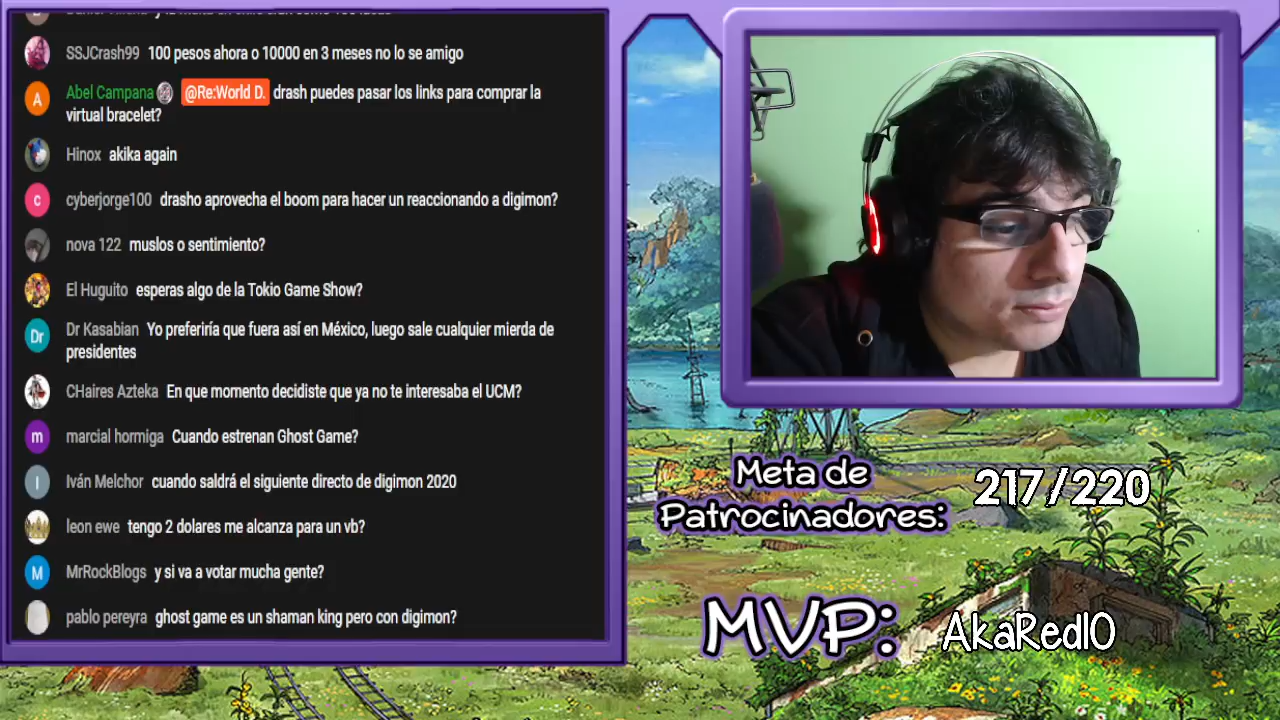 SSJCrash99 100 pesos ahora o 10000 en 3 meses no lo se amigo
Abel Campana @Re:World D. drash puedes pasar los links para comprar la
virtual bracelet?
Hinox akika again
cyberjorge100 drasho aprovecha el boom para hacer un reaccionando a digimon?
nova 122 muslos o sentimiento?
El Huguito esperas algo de la Tokio Game Show?
Dr Kasabian Yo preferiría que fuera así en México, luego sale cualquier mierda de
presidentes
CHaires Azteka En que momento decidiste que ya no te interesaba el UCM?
marcial hormiga Cuando estrenan Ghost Game?
Iván Melchor cuando saldrá el siguiente directo de digimon 2020
leon ewe tengo 2 dolares me alcanza para un vb?
MrRockBlogs y si va a votar mucha gente?
pablo pereyra ghost game es un shaman king pero con digimon?
A
c
Dr
m
I
M
Meta de
Patrocinadores:
217/220
MVP:
AkaRed10